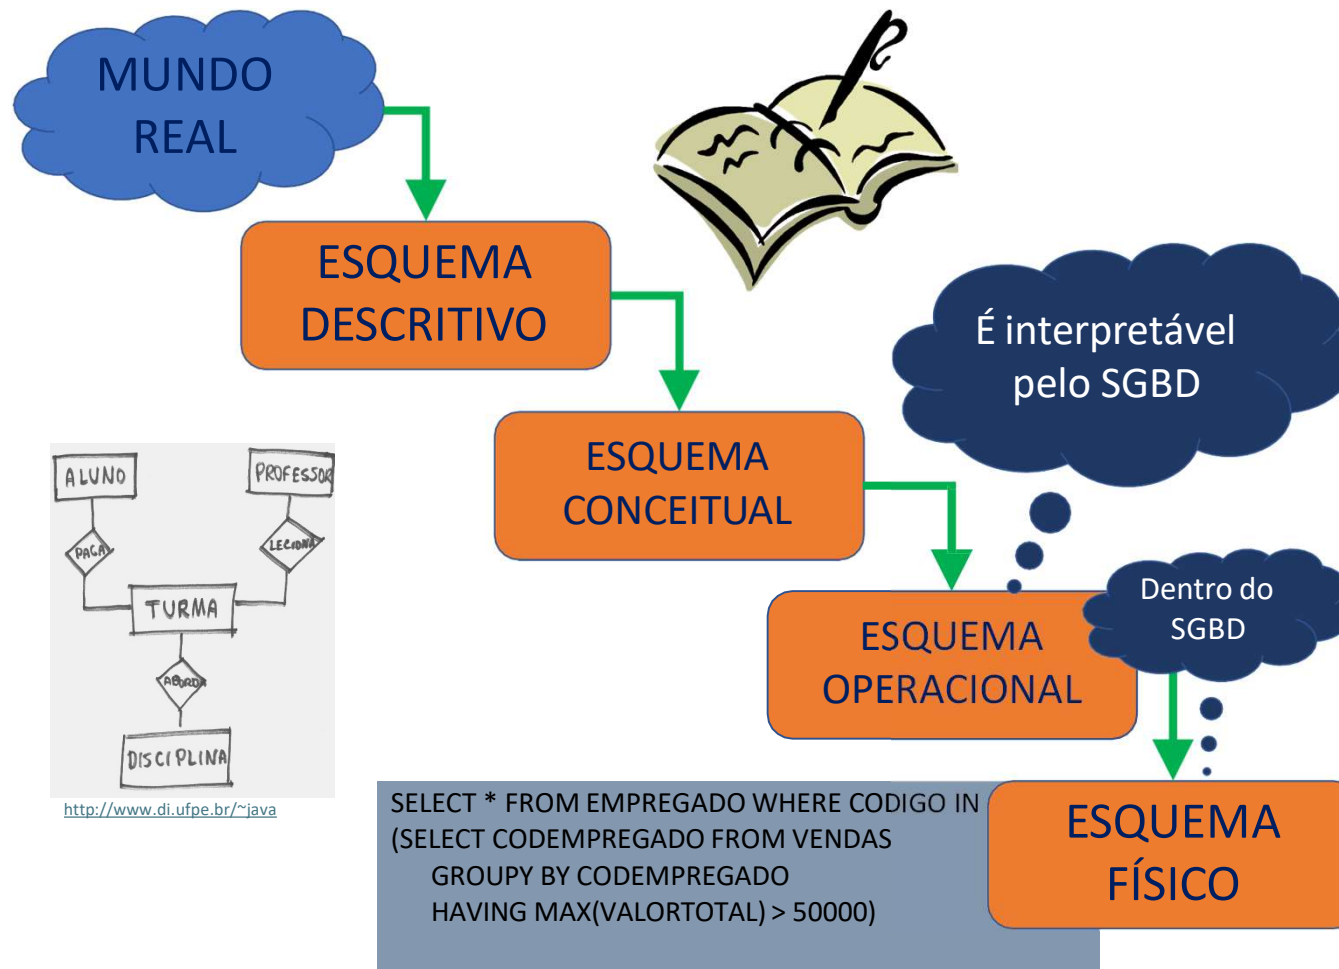 MUNDO
REAL
ESQUEMA
DESCRITIVO
É interpretável
pelo SGBD
ESQUEMA
CONCEITUAL
ALUNO
PROFESSOR
PAGA
LECIONA
TURMA
ABORDA
DISCIPLINA
http://www.di.ufpe.br/~java
Dentro do
SGBD
ESQUEMA
OPERACIONAL
SELECT * FROM EMPREGADO WHERE CODIGO IN
(SELECT CODEMPREGADO FROM VENDAS
GROUPY BY CODEMPREGADO
HAVING MAX(VALORTOTAL) > 50000)
ESQUEMA
FÍSICO